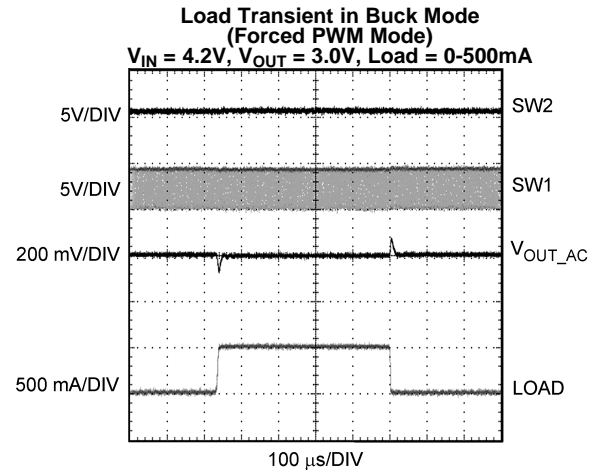 Load Transient in Buck Mode
(Forced PWM Mode)
VIN = 4.2V, VOUT = 3.0V, Load = 0-500mA
5V/DIV
SW2
5V/DIV
SW1
200 mV/DIV
VOUT_AC
500 mA/DIV
LOAD
100 μs/DIV